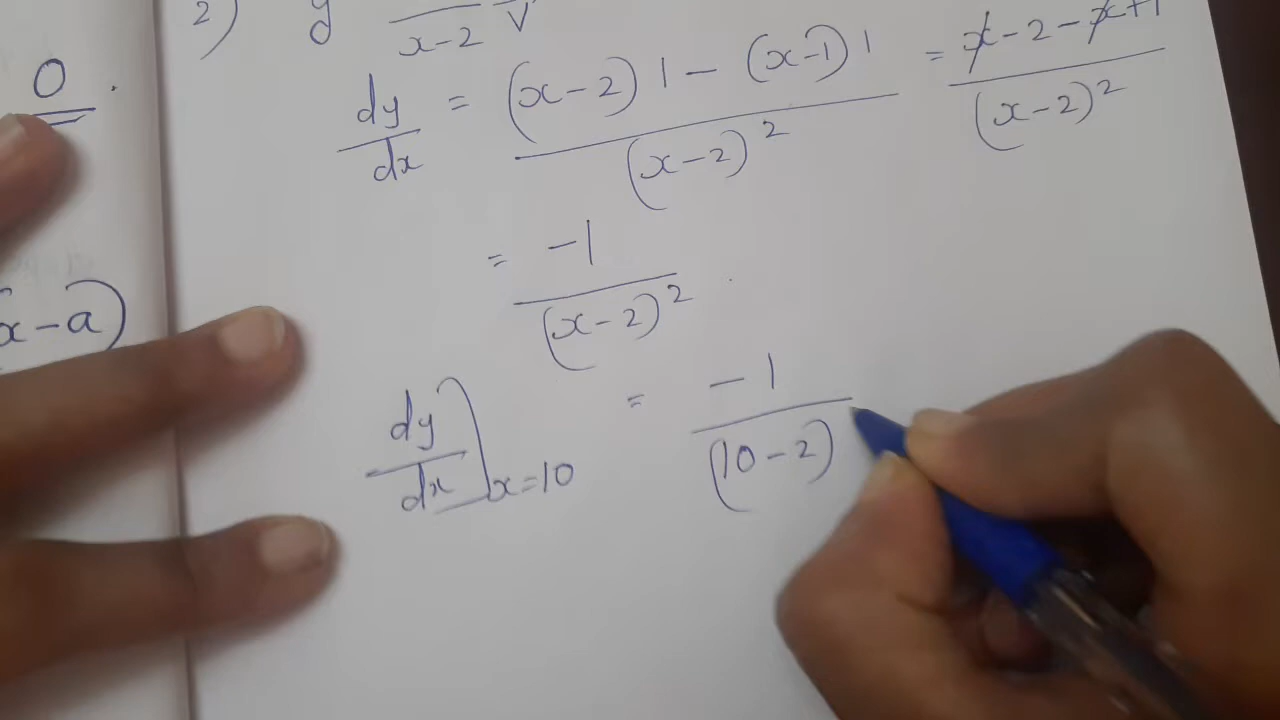 0 .
x-a)
2) y x-2 V
dy/dx = ((x-2) 1 - (x-1) 1)/(x-2)² = (x-2-x+1)/(x-2)²
= -1/(x-2)² .
dy/dx]x=10 = -1/(10-2)